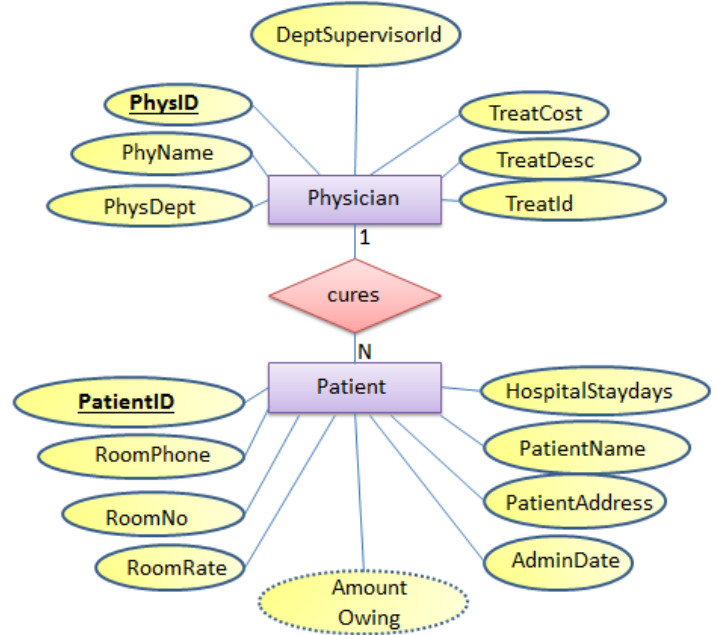 DeptSupervisorId
PhysID
TreatCost
PhyName
TreatDesc
PhysDept
Physician
TreatId
1
cures
N
PatientID
Patient
HospitalStaydays
RoomPhone
PatientName
RoomNo
PatientAddress
RoomRate
AdminDate
Amount
Owing